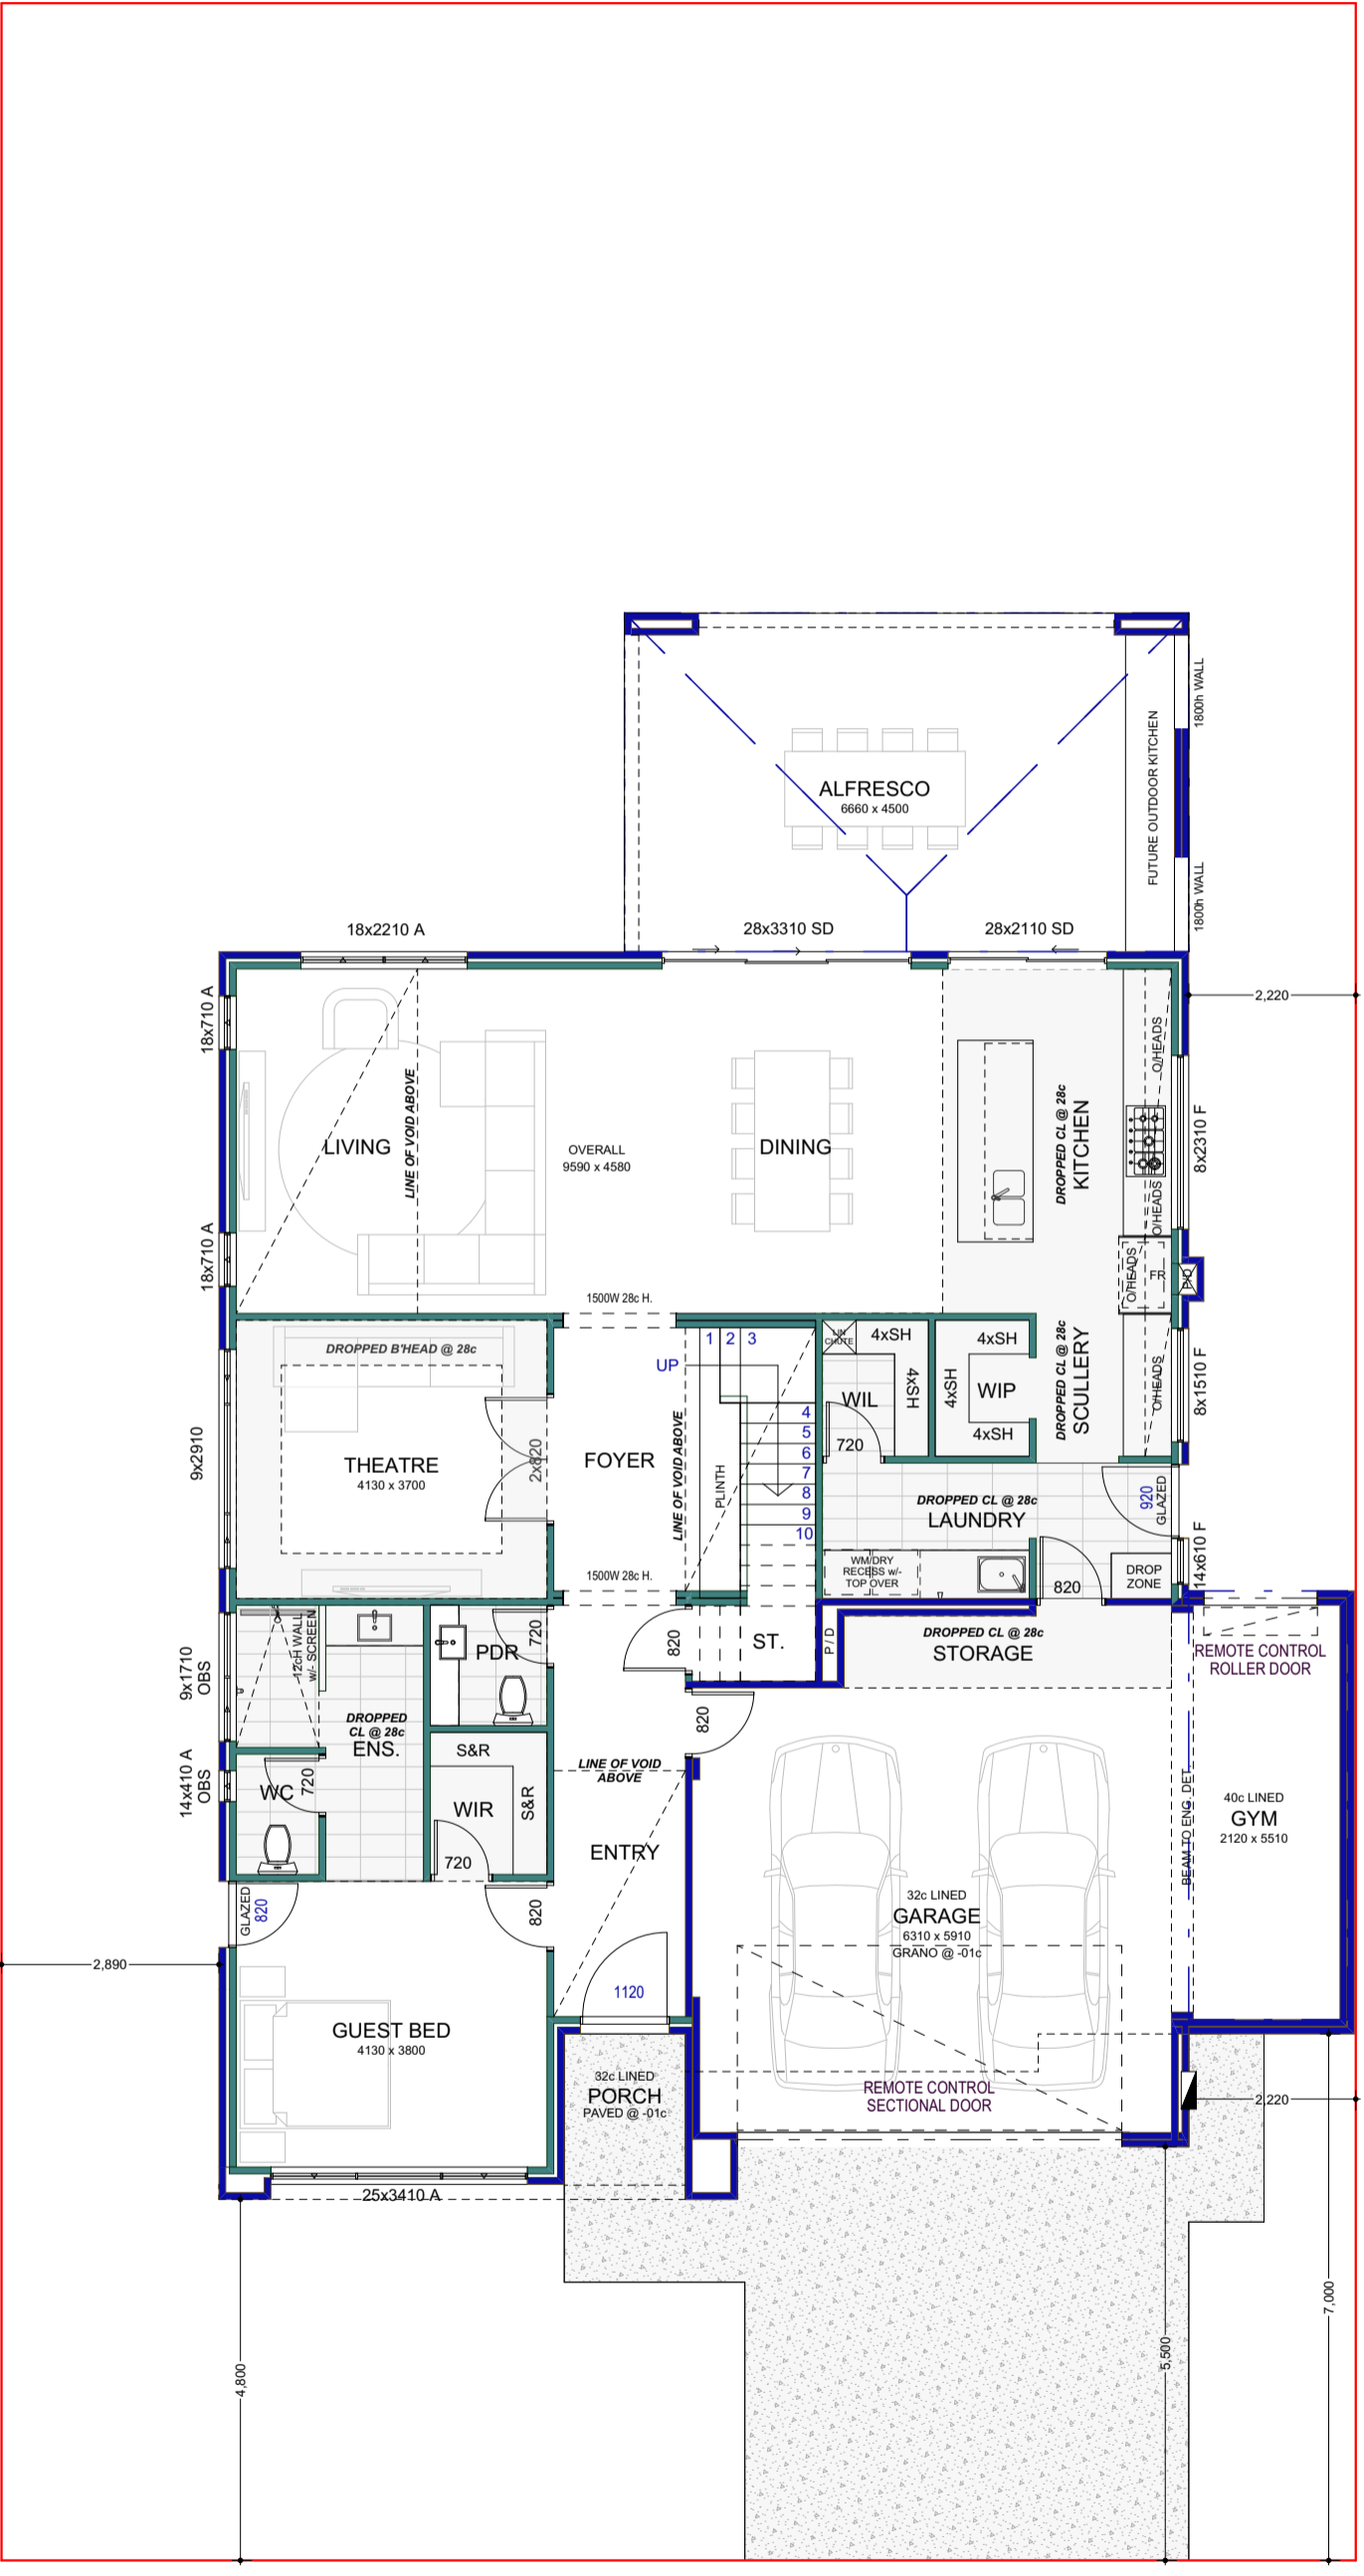 1800h WALL
FUTURE OUTDOOR KITCHEN
ALFRESCO
6660 x 4500
1800h WALL
18x2210 A
28x3310 SD
28x2110 SD
18x710 A
2,220
O/HEADS
LINE OF VOID ABOVE
DROPPED CL @ 28c
KITCHEN
8x2310 F
LIVING
OVERALL
9590 x 4580
DINING
18x710 A
O/HEADS
O/HEADS
FR
P/D
1500W 28c H.
DROPPED B'HEAD @ 28c
1
2
3
UP
LIN
CHUTE
4xSH
4xSH
4xSH
4xSH
4xSH
WIL
WIP
720
DROPPED CL @ 28c
SCULLERY
O/HEADS
8x1510 F
9x2910
THEATRE
4130 x 3700
2x820
FOYER
LINE OF VOID ABOVE
PLINTH
4
5
6
7
8
9
10
DROPPED CL @ 28c
LAUNDRY
920
GLAZED
14x610 F
WM/DRY
RECESS w/-
TOP OVER
820
DROP
ZONE
1500W 28c H.
12cH WALL
w/- SCREEN
9x1710
OBS
PDR
720
820
ST.
P / D
DROPPED CL @ 28c
STORAGE
REMOTE CONTROL
ROLLER DOOR
DROPPED
CL @ 28c
ENS.
820
14x410 A
OBS
WC
720
S&R
S&R
WIR
720
LINE OF VOID
ABOVE
ENTRY
BEAM TO ENG. DET.
40c LINED
GYM
2120 x 5510
GLAZED
820
820
32c LINED
GARAGE
6310 x 5910
GRANO @ -01c
2,890
1120
GUEST BED
4130 x 3800
32c LINED
PORCH
PAVED @ -01c
REMOTE CONTROL
SECTIONAL DOOR
2,220
25x3410 A
4,800
5,500
7,000